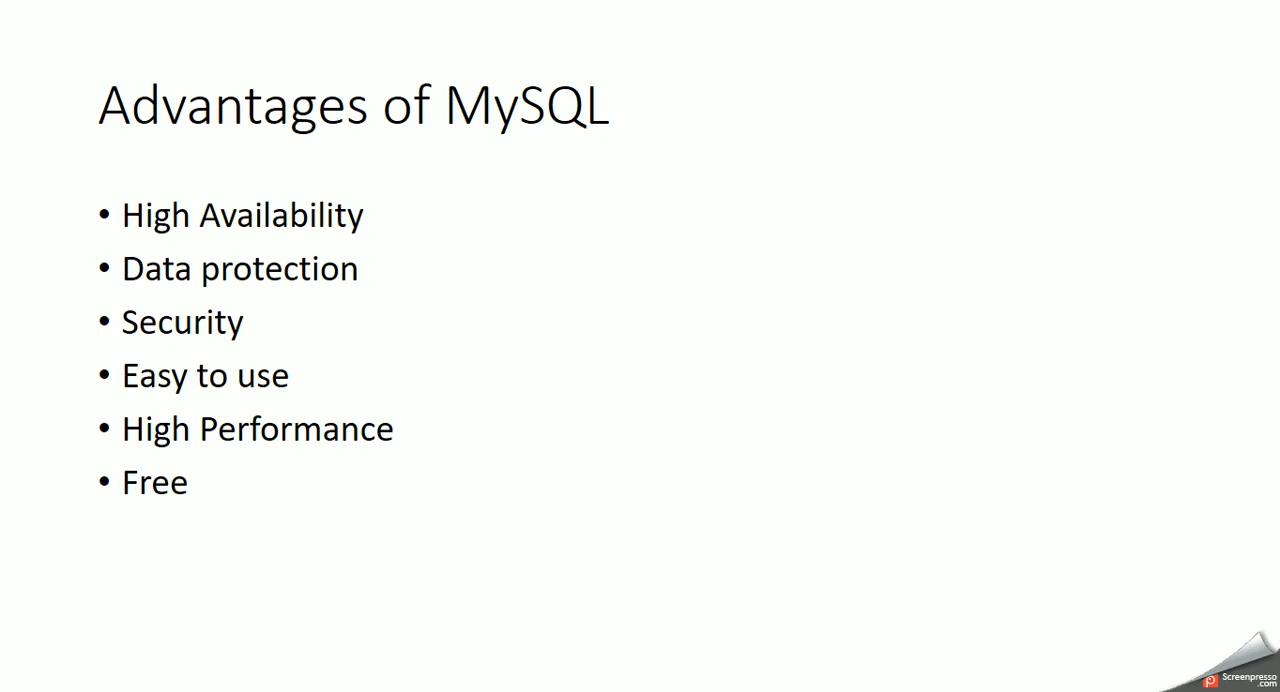 Advantages of MySQL
• High Availability
• Data protection
• Security
• Easy to use
• High Performance
• Free
Screenpresso
.com